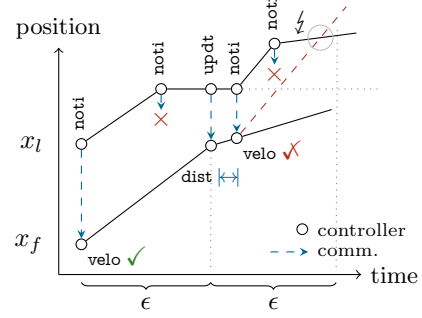 position
noti
noti
updt
noti
noti
x_l
x_f
velo ✓
velo ✗
dist
controller
comm.
time
ϵ
ϵ